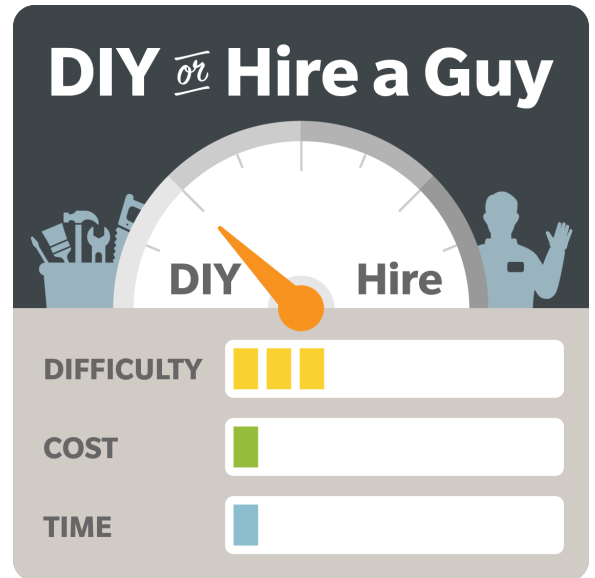 DIY or Hire a Guy
DIY Hire
DIFFICULTY
COST
TIME